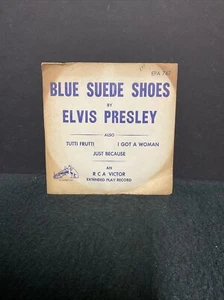 EPA 747
BLUE SUEDE SHOES
BY
ELVIS PRESLEY
ALSO
TUTTI FRUTTI I GOT A WOMAN
JUST BECAUSE
AN
RCA VICTOR
EXTENDED PLAY RECORD